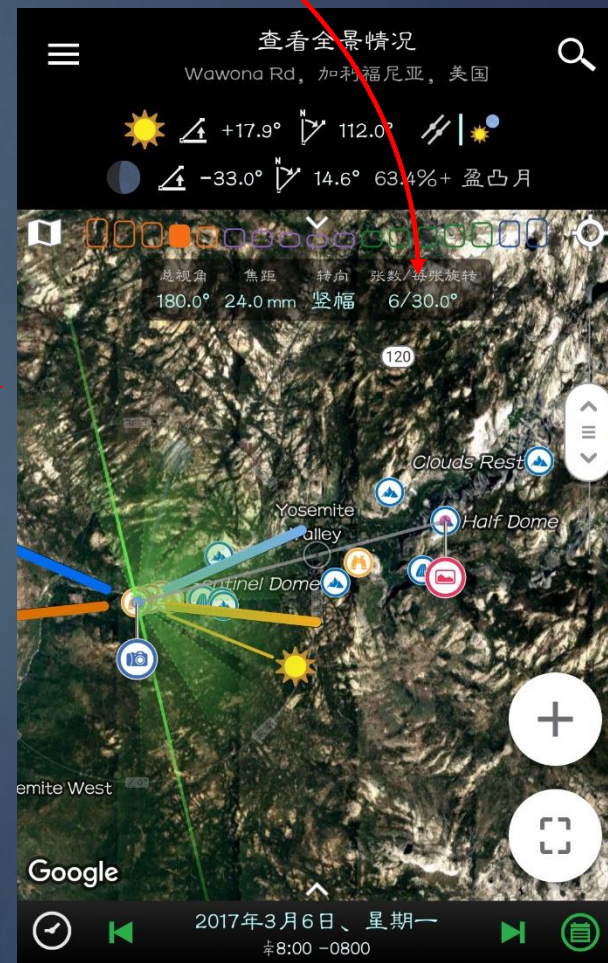 查看全景情况
Wawona Rd, 加利福尼亚, 美国
+17.9° N 112.0°
-33.0° N 14.6° 63.4%+ 盈凸月
总视角 焦距 转向 张数/每张旋转
180.0° 24.0 mm 竖幅 6/30.0°
120
Clouds Rest
Yosemite
Valley
Half Dome
Sentinel Dome
emite West
Google
2017年3月6日、星期一
上午8:00 -0800